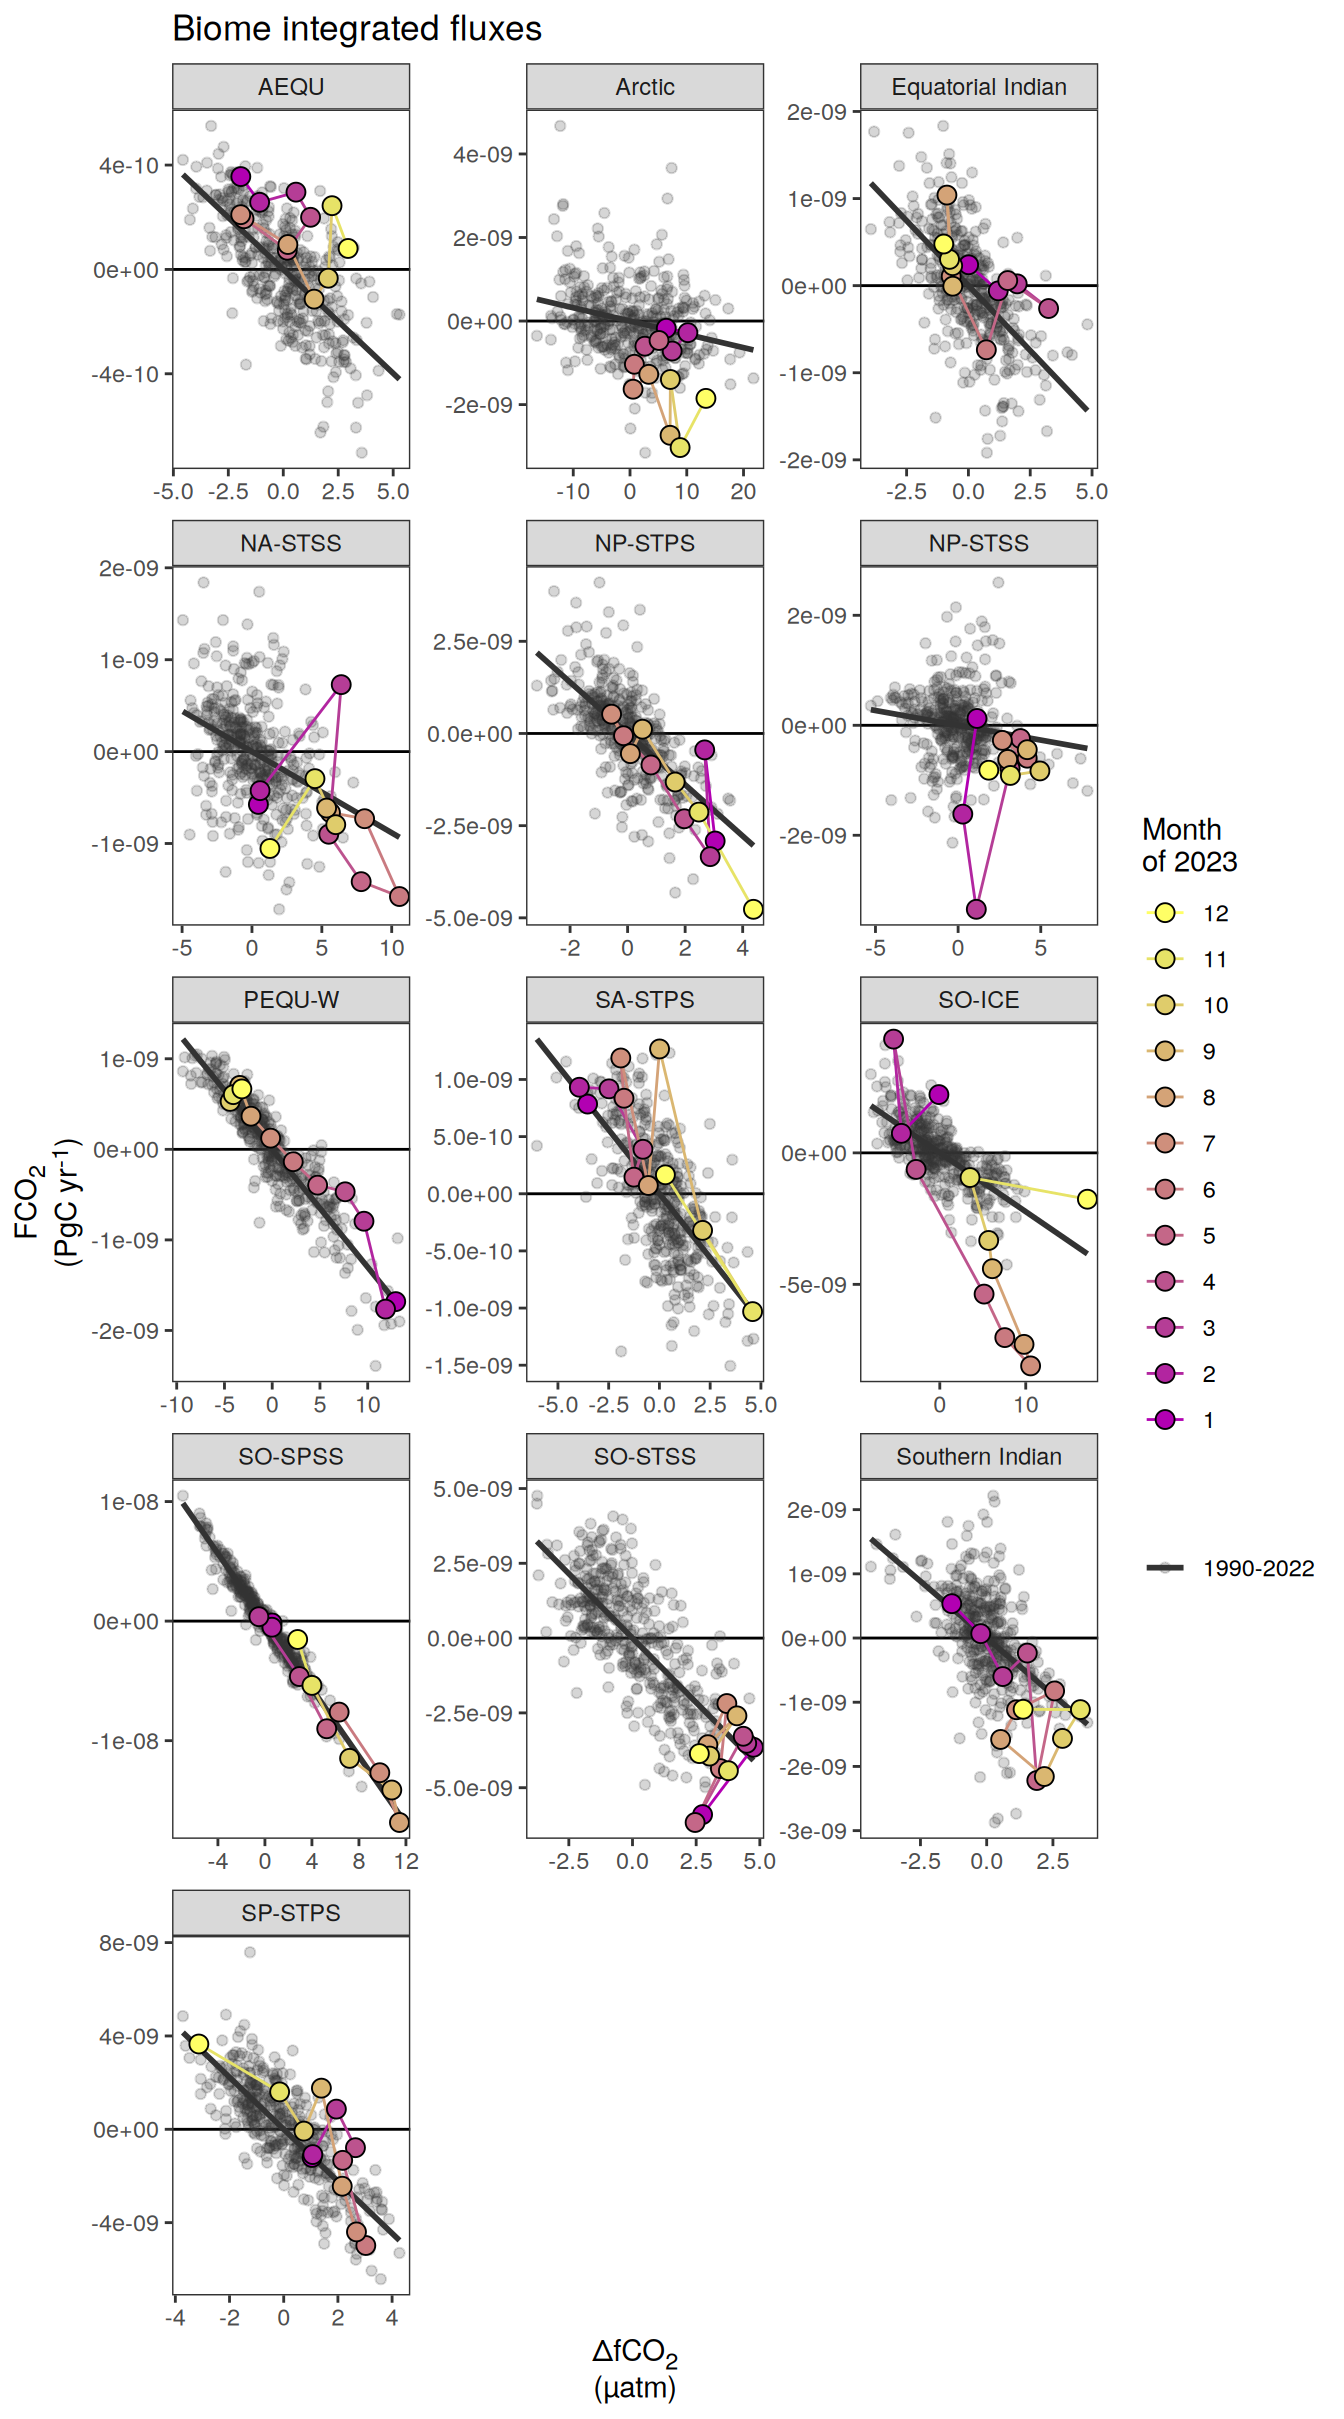 Biome integrated fluxes
AEQU
Arctic
Equatorial Indian
4e-10
0e+00
-4e-10
-5.0 -2.5 0.0 2.5 5.0
4e-09
2e-09
0e+00
-2e-09
-10 0 10 20
2e-09
1e-09
0e+00
-1e-09
-2e-09
-2.5 0.0 2.5 5.0
NA-STSS
NP-STPS
NP-STSS
2e-09
1e-09
0e+00
-1e-09
-5 0 5 10
2.5e-09
0.0e+00
-2.5e-09
-5.0e-09
-2 0 2 4
2e-09
0e+00
-2e-09
-5 0 5
PEQU-W
SA-STPS
SO-ICE
1e-09
0e+00
-1e-09
-2e-09
-10 -5 0 5 10
1.0e-09
5.0e-10
0.0e+00
-5.0e-10
-1.0e-09
-1.5e-09
-5.0 -2.5 0.0 2.5 5.0
0e+00
-5e-09
0 10
SO-SPSS
SO-STSS
Southern Indian
1e-08
0e+00
-1e-08
-4 0 4 8 12
5.0e-09
2.5e-09
0.0e+00
-2.5e-09
-5.0e-09
-2.5 0.0 2.5 5.0
2e-09
1e-09
0e+00
-1e-09
-2e-09
-3e-09
-2.5 0.0 2.5
SP-STPS
8e-09
4e-09
0e+00
-4e-09
-4 -2 0 2 4
FCO2
(PgC yr-1)
ΔfCO2
(µatm)
Month
of 2023
12
11
10
9
8
7
6
5
4
3
2
1
1990-2022